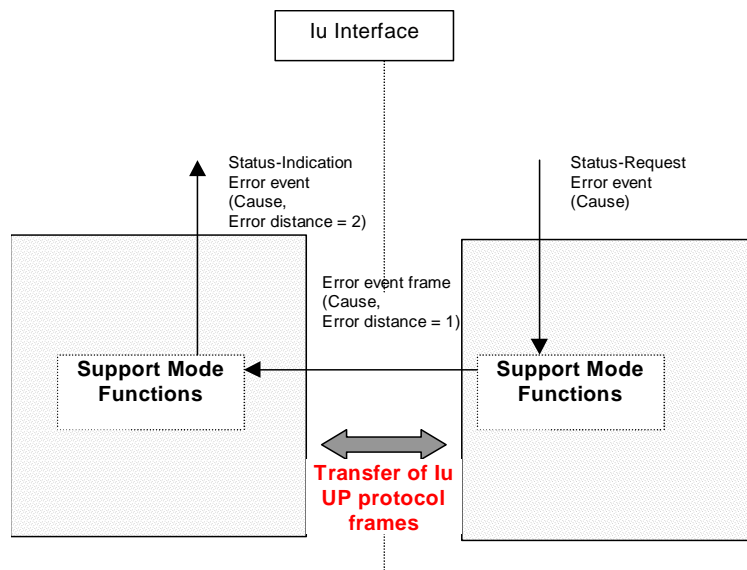 Iu Interface
Status-Indication
Error event
(Cause,
Error distance = 2)
Status-Request
Error event
(Cause)
Error event frame
(Cause,
Error distance = 1)
Support Mode
Functions
Support Mode
Functions
Transfer of Iu
UP protocol
frames